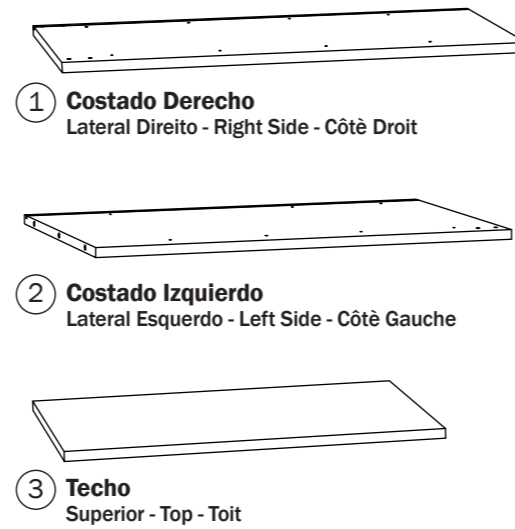 1 Costado Derecho
Lateral Direito - Right Side - Côtè Droit
2 Costado Izquierdo
Lateral Esquerdo - Left Side - Côtè Gauche
3 Techo
Superior - Top - Toit